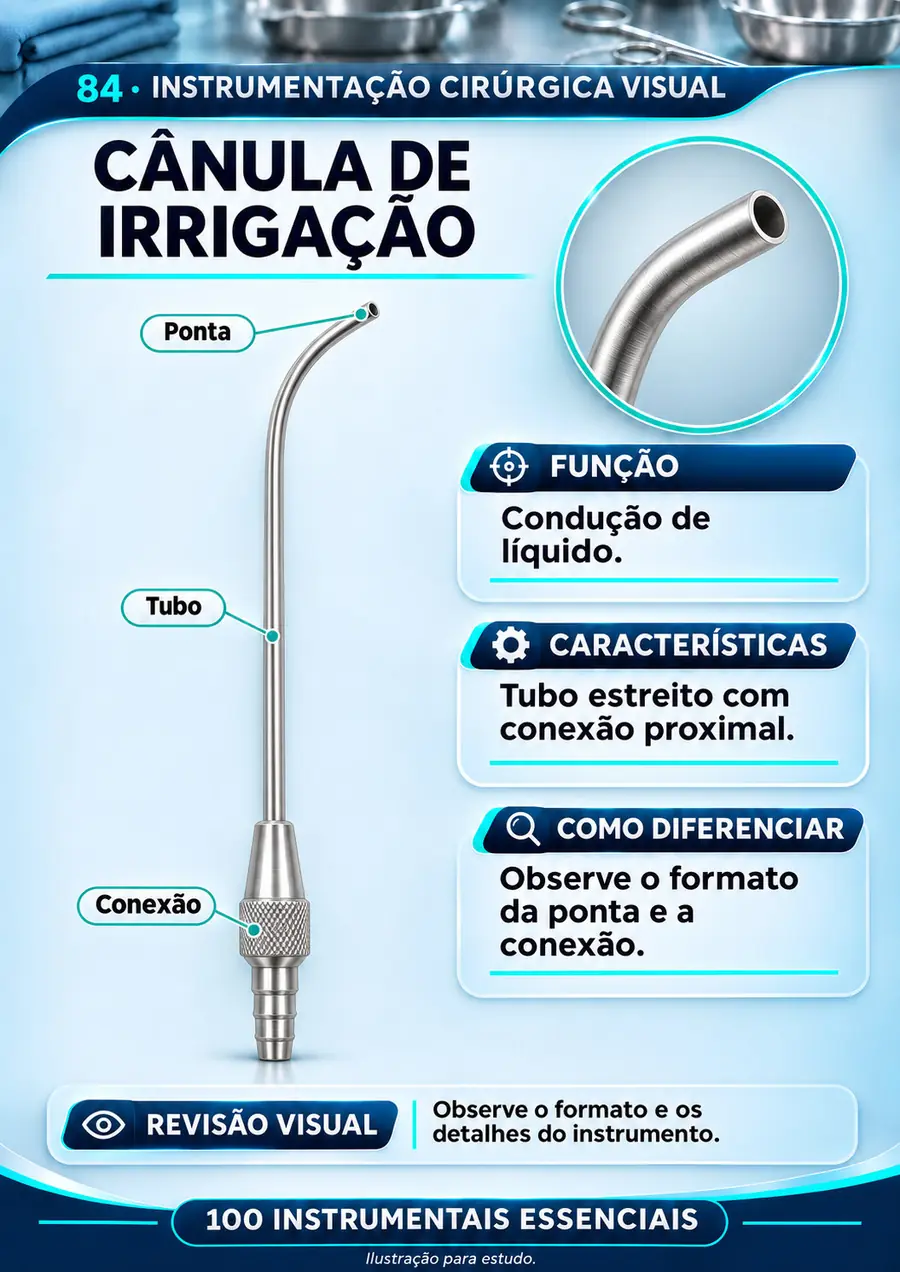 84 · INSTRUMENTAÇÃO CIRÚRGICA VISUAL
CÂNULA DE
IRRIGAÇÃO
Ponta
Tubo
Conexão
FUNÇÃO
Condução de
líquido.
CARACTERÍSTICAS
Tubo estreito com
conexão proximal.
COMO DIFERENCIAR
Observe o formato
da ponta e a
conexão.
REVISÃO VISUAL
Observe o formato e os
detalhes do instrumento.
100 INSTRUMENTAIS ESSENCIAIS
Ilustração para estudo.